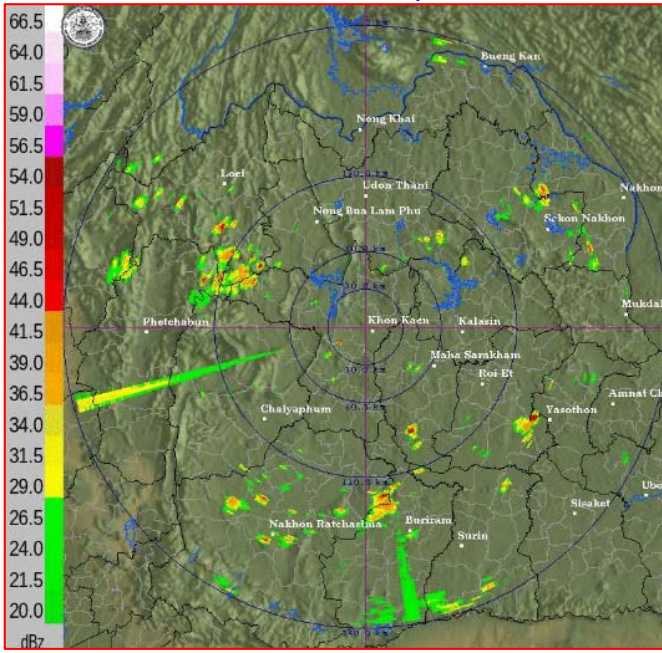 66.5
64.0
61.5
59.0
56.5
54.0
51.5
49.0
46.5
44.0
41.5
39.0
36.5
34.0
31.5
29.0
26.5
24.0
21.5
20.0
dBz
Bueng Kan
Nong Khai
Loei
Udon Thani
Nakhon
Nong Bua Lam Phu
Sakon Nakhon
Mukdah
Phetchabun
Khon Kaen
Kalasin
Maha Sarakham
Roi Et
Amnat Ch
Chaiyaphum
Yasothon
Ubo
Sisaket
Nakhon Ratchasima
Buriram
Surin